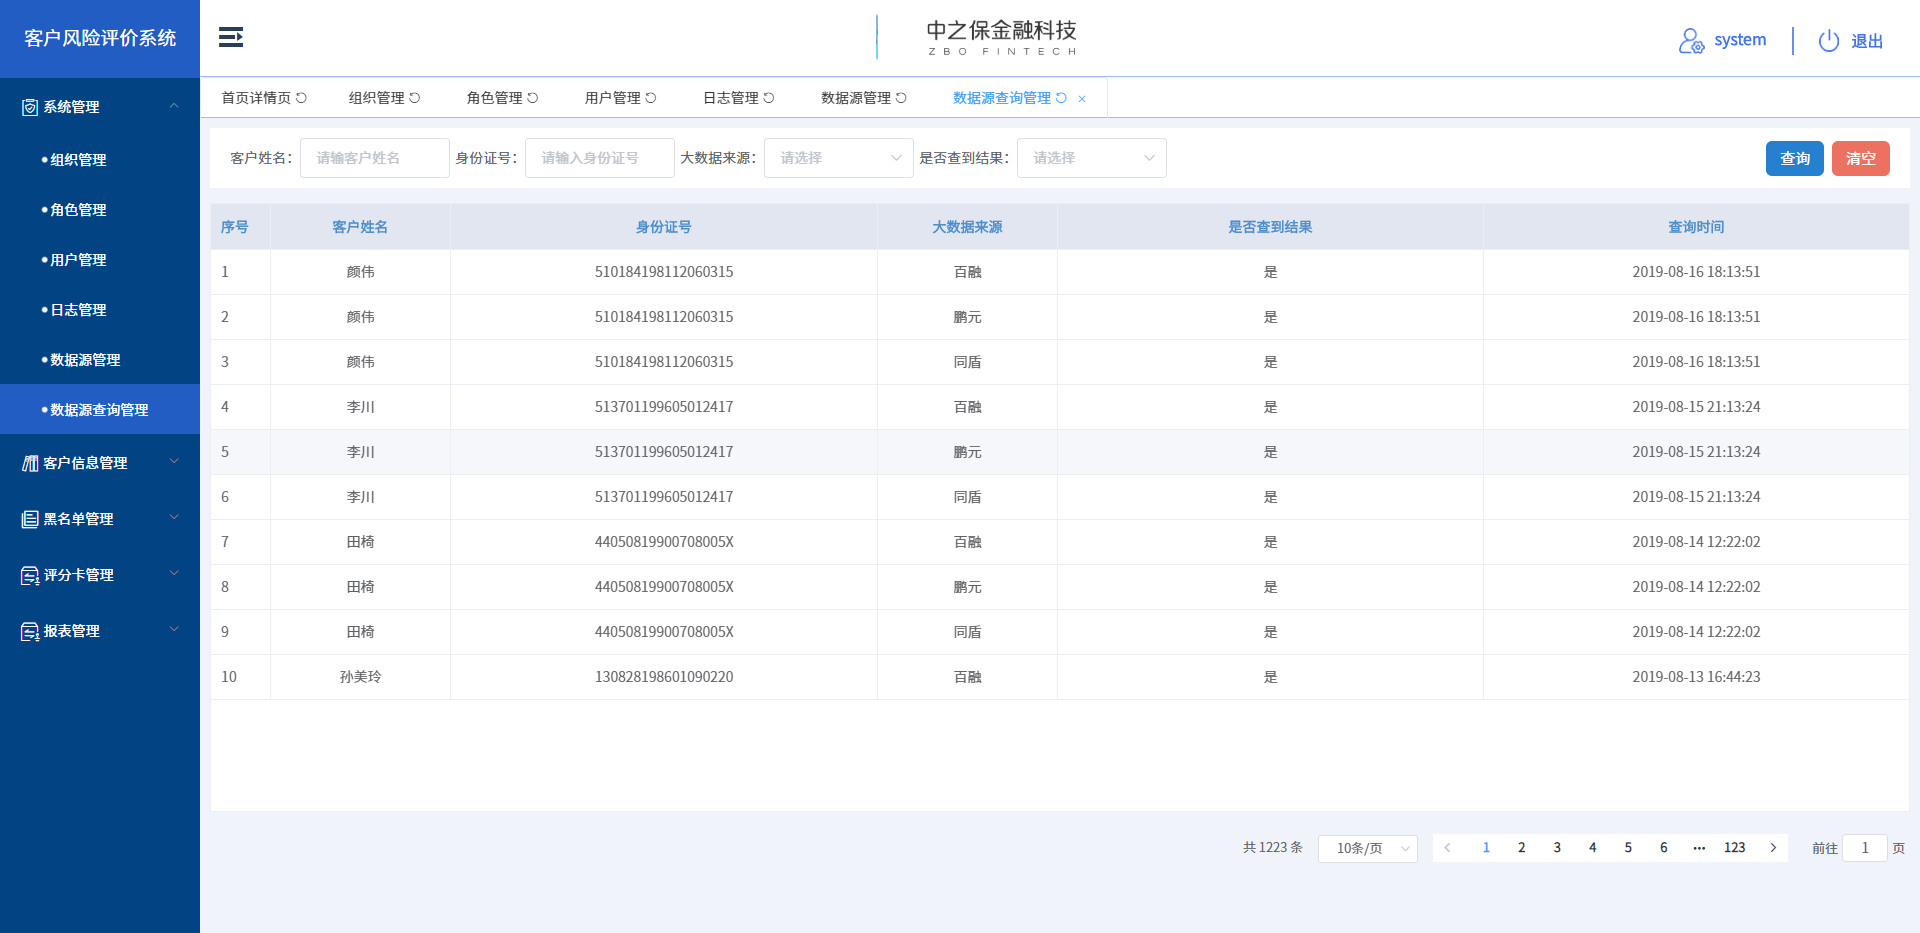 客户风险评价系统
中之保金融科技
ZBO FINTECH
system
退出
系统管理
组织管理
角色管理
用户管理
日志管理
数据源管理
数据源查询管理
客户信息管理
黑名单管理
评分卡管理
报表管理
首页详情页 组织管理 角色管理 用户管理 日志管理 数据源管理 数据源查询管理 ×
客户姓名： 请输客户姓名 身份证号： 请输入身份证号 大数据来源： 请选择 是否查到结果： 请选择 查询 清空
序号 客户姓名 身份证号 大数据来源 是否查到结果 查询时间
1 颜伟 510184198112060315 百融 是 2019-08-16 18:13:51
2 颜伟 510184198112060315 鹏元 是 2019-08-16 18:13:51
3 颜伟 510184198112060315 同盾 是 2019-08-16 18:13:51
4 李川 513701199605012417 百融 是 2019-08-15 21:13:24
5 李川 513701199605012417 鹏元 是 2019-08-15 21:13:24
6 李川 513701199605012417 同盾 是 2019-08-15 21:13:24
7 田椅 44050819900708005X 百融 是 2019-08-14 12:22:02
8 田椅 44050819900708005X 鹏元 是 2019-08-14 12:22:02
9 田椅 44050819900708005X 同盾 是 2019-08-14 12:22:02
10 孙美玲 130828198601090220 百融 是 2019-08-13 16:44:23
共 1223 条 10条/页 < 1 2 3 4 5 6 ••• 123 > 前往 1 页